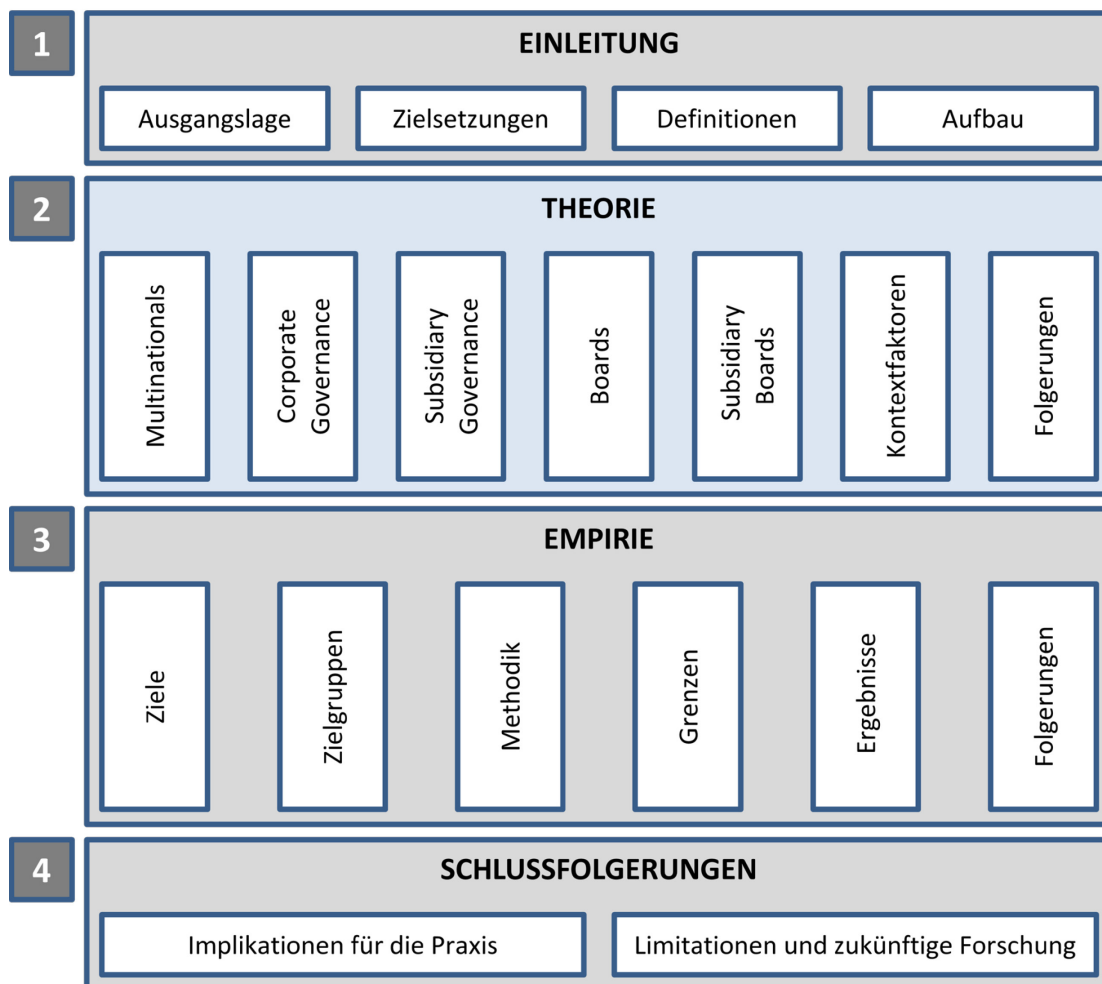 1
EINLEITUNG
Ausgangslage
Zielsetzungen
Definitionen
Aufbau
2
THEORIE
Multinationals
Corporate
Governance
Subsidiary
Governance
Boards
Subsidiary
Boards
Kontextfaktoren
Folgerungen
3
EMPIRIE
Ziele
Zielgruppen
Methodik
Grenzen
Ergebnisse
Folgerungen
4
SCHLUSSFOLGERUNGEN
Implikationen für die Praxis
Limitationen und zukünftige Forschung